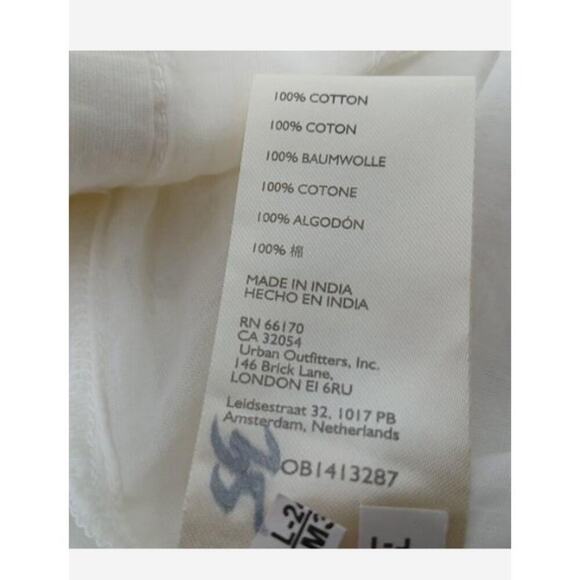 100% COTTON
100% COTON
100% BAUMWOLLE
100% COTONE
100% ALGODÓN
100% 棉
MADE IN INDIA
HECHO EN INDIA
RN 66170
CA 32054
Urban Outfitters, Inc.
146 Brick Lane,
LONDON E1 6RU
Leidsestraat 32, 1017 PB
Amsterdam, Netherlands
OB1413287